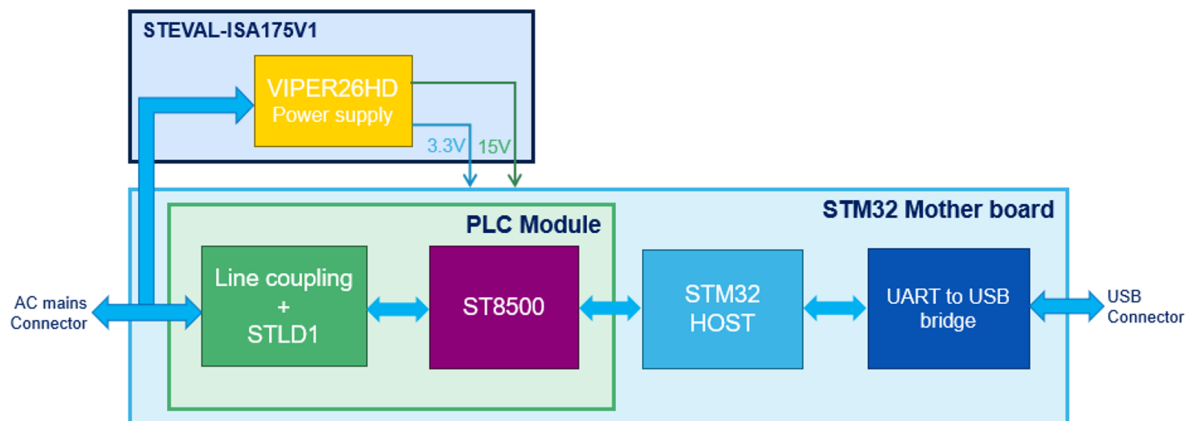 STEVAL-ISA175V1
VIPER26HD
Power supply
3.3V
15V
STM32 Mother board
PLC Module
Line coupling
+
STLD1
ST8500
STM32
HOST
UART to USB
bridge
AC mains
Connector
USB
Connector